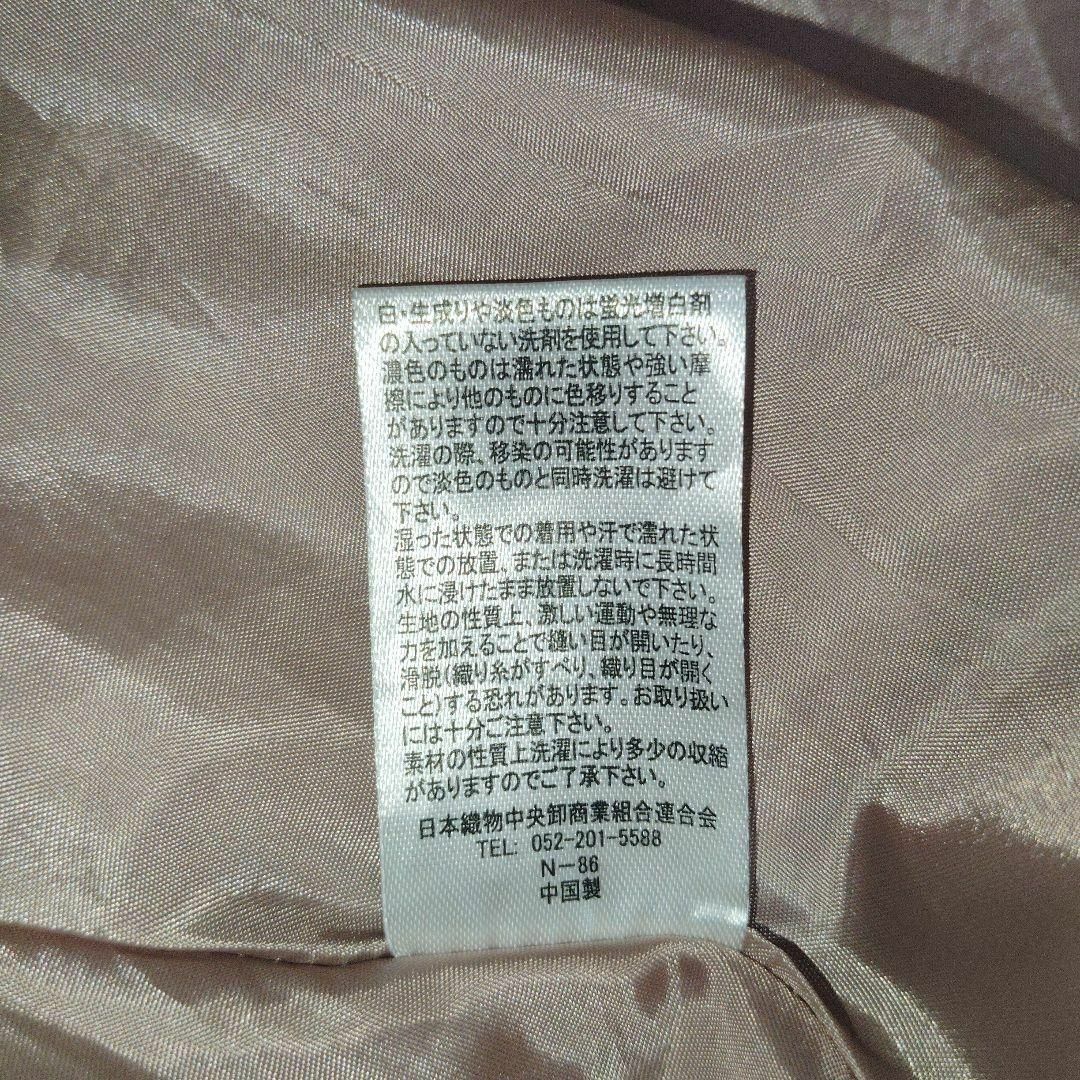 白・生成りや淡色ものは蛍光増白剤
の入っていない洗剤を使用して下さい。
濃色のものは濡れた状態や強い摩
擦により他のものに色移りすること
がありますので十分注意して下さい。
洗濯の際、移染の可能性があります
ので淡色のものと同時洗濯は避けて
下さい。
湿った状態での着用や汗で濡れた状
態での放置、または洗濯時に長時間
水に浸けたまま放置しないで下さい。
生地の性質上、激しい運動や無理な
力を加えることで縫い目が開いたり、
滑脱(織り糸がすべり、織り目が開く
こと)する恐れがあります。お取り扱い
には十分ご注意下さい。
素材の性質上洗濯により多少の収縮
がありますのでご了承下さい。
日本織物中央卸商業組合連合会
TEL: 052-201-5588
N-86
中国製